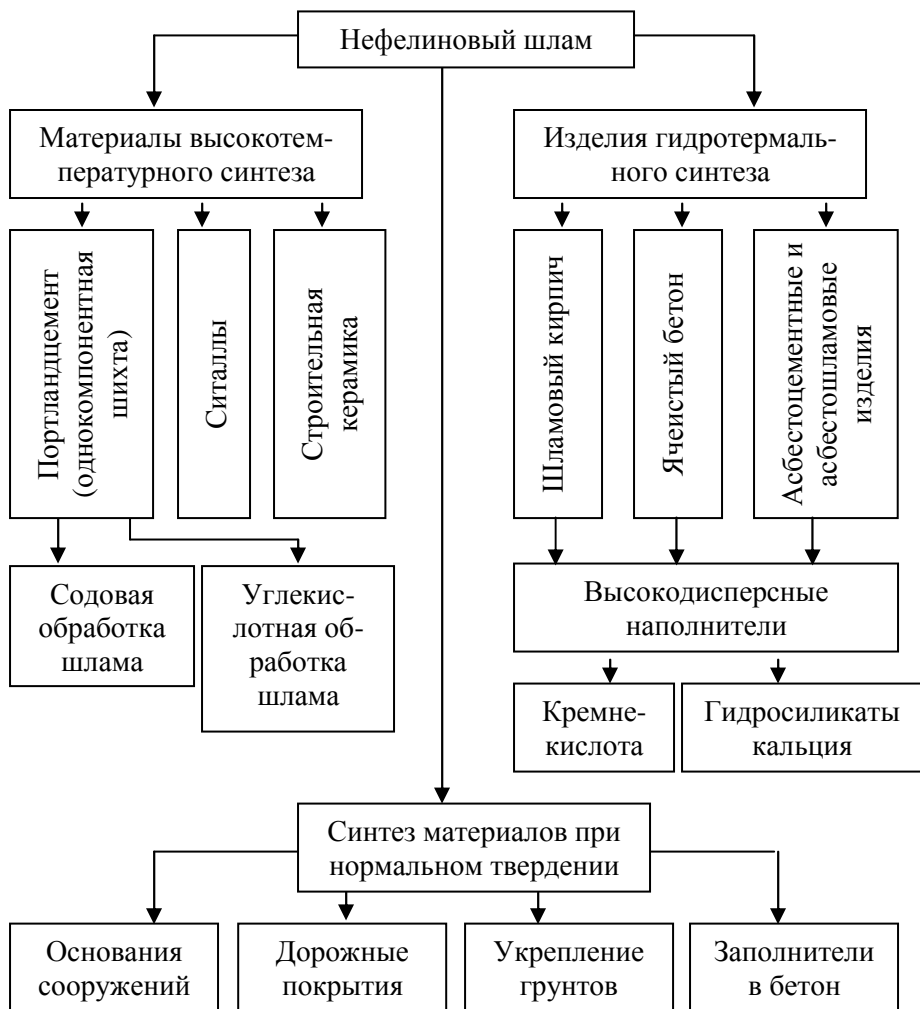 Нефелиновый шлам
Материалы высокотем-
пературного синтеза
Изделия гидротермаль-
ного синтеза
Портландцемент
(однокомпонентная
шихта)
Ситаллы
Строительная
керамика
Шламовый кирпич
Ячеистый бетон
Асбестоцементные и
асбестошламовые
изделия
Содовая
обработка
шлама
Углекис-
лотная об-
работка
шлама
Высокодисперсные
наполнители
Кремне-
кислота
Гидросиликаты
кальция
Синтез материалов при
нормальном твердении
Основания
сооружений
Дорожные
покрытия
Укрепление
грунтов
Заполнители
в бетон